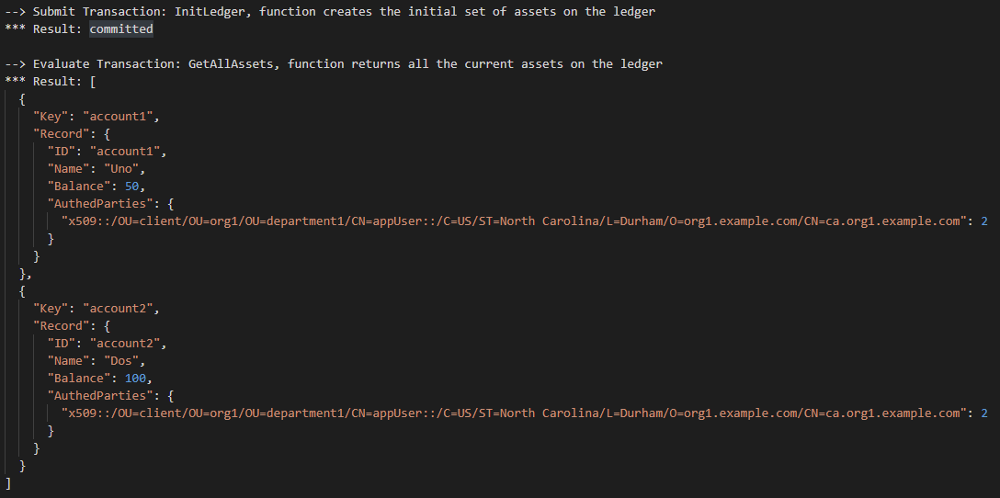 --> Submit Transaction: InitLedger, function creates the initial set of assets on the ledger
*** Result: committed
--> Evaluate Transaction: GetAllAssets, function returns all the current assets on the ledger
*** Result: [
{
"Key": "account1",
"Record": {
"ID": "account1",
"Name": "Uno",
"Balance": 50,
"AuthedParties": {
"x509::/OU=client/OU=org1/OU=department1/CN=appUser::/C=US/ST=North Carolina/L=Durham/O=org1.example.com/CN=ca.org1.example.com": 2
}
}
},
{
"Key": "account2",
"Record": {
"ID": "account2",
"Name": "Dos",
"Balance": 100,
"AuthedParties": {
"x509::/OU=client/OU=org1/OU=department1/CN=appUser::/C=US/ST=North Carolina/L=Durham/O=org1.example.com/CN=ca.org1.example.com": 2
}
}
}
]